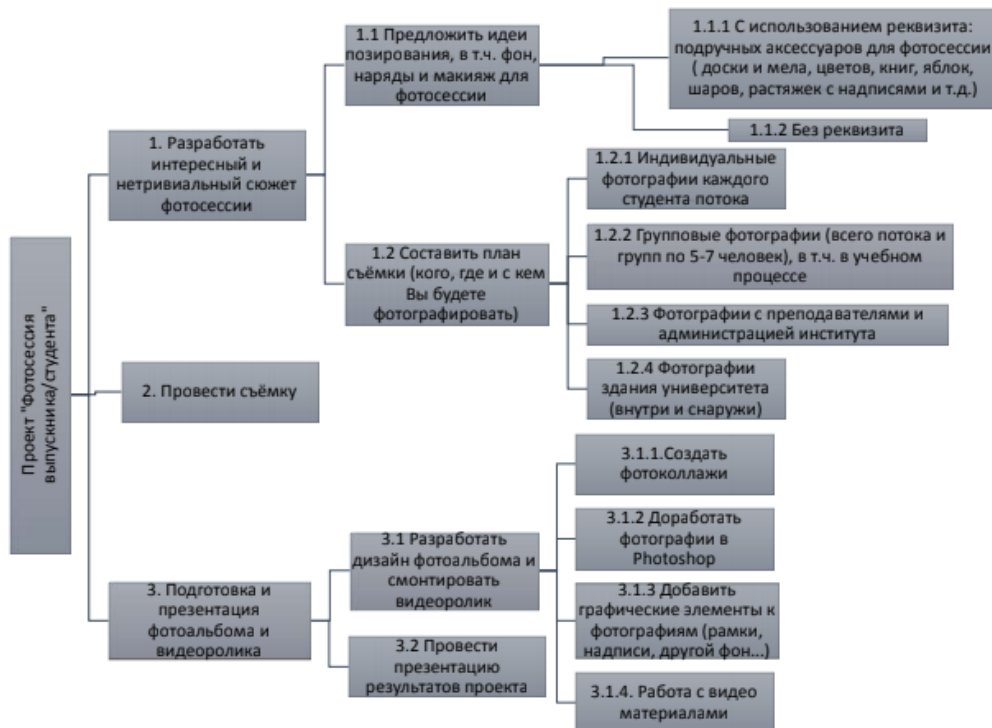 Проект "Фотосессия
выпускника/студента"
1. Разработать
интересный и
нетривиальный сюжет
фотосессии
1.1 Предложить идеи
позирования, в т.ч. фон,
наряды и макияж для
фотосессии
1.1.1 С использованием реквизита:
подручных аксессуаров для фотосессии
( доски и мела, цветов, книг, яблок,
шаров, растяжек с надписями и т.д.)
1.1.2 Без реквизита
1.2 Составить план
съёмки (кого, где и с кем
Вы будете
фотографировать)
1.2.1 Индивидуальные
фотографии каждого
студента потока
1.2.2 Групповые фотографии (всего потока и
групп по 5-7 человек), в т.ч. в учебном
процессе
1.2.3 Фотографии с преподавателями и
администрацией института
1.2.4 Фотографии
здания университета
(внутри и снаружи)
2. Провести съёмку
3. Подготовка и
презентация
фотоальбома и
видеоролика
3.1 Разработать
дизайн фотоальбома и
смонтировать
видеоролик
3.1.1.Создать
фотоколлажи
3.1.2 Доработать
фотографии в
Photoshop
3.1.3 Добавить
графические элементы к
фотографиям (рамки,
надписи, другой фон...)
3.1.4. Работа с видео
материалами
3.2 Провести
презентацию
результатов проекта